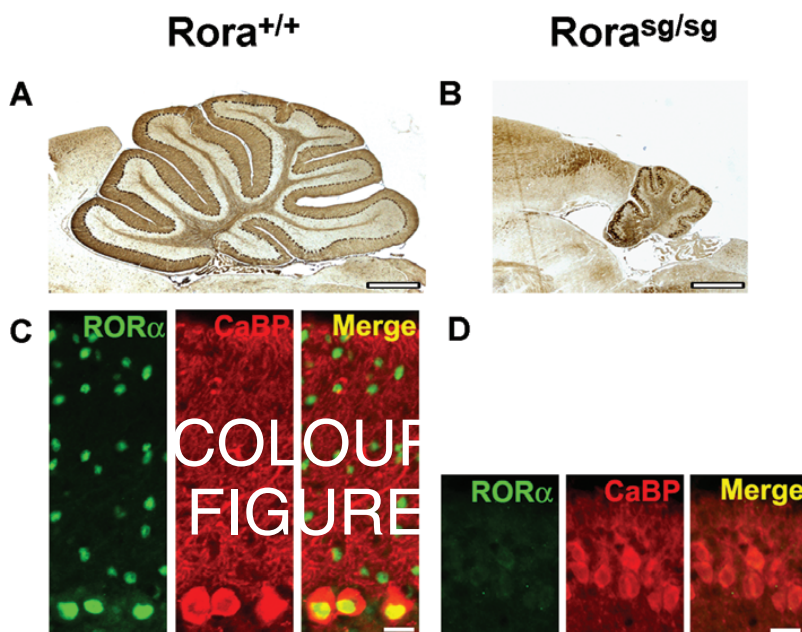 Rora+/+
Rorasg/sg
A
B
C
RORα
CaBP
Merge
COLOUR
FIGURE
D
RORα
CaBP
Merge